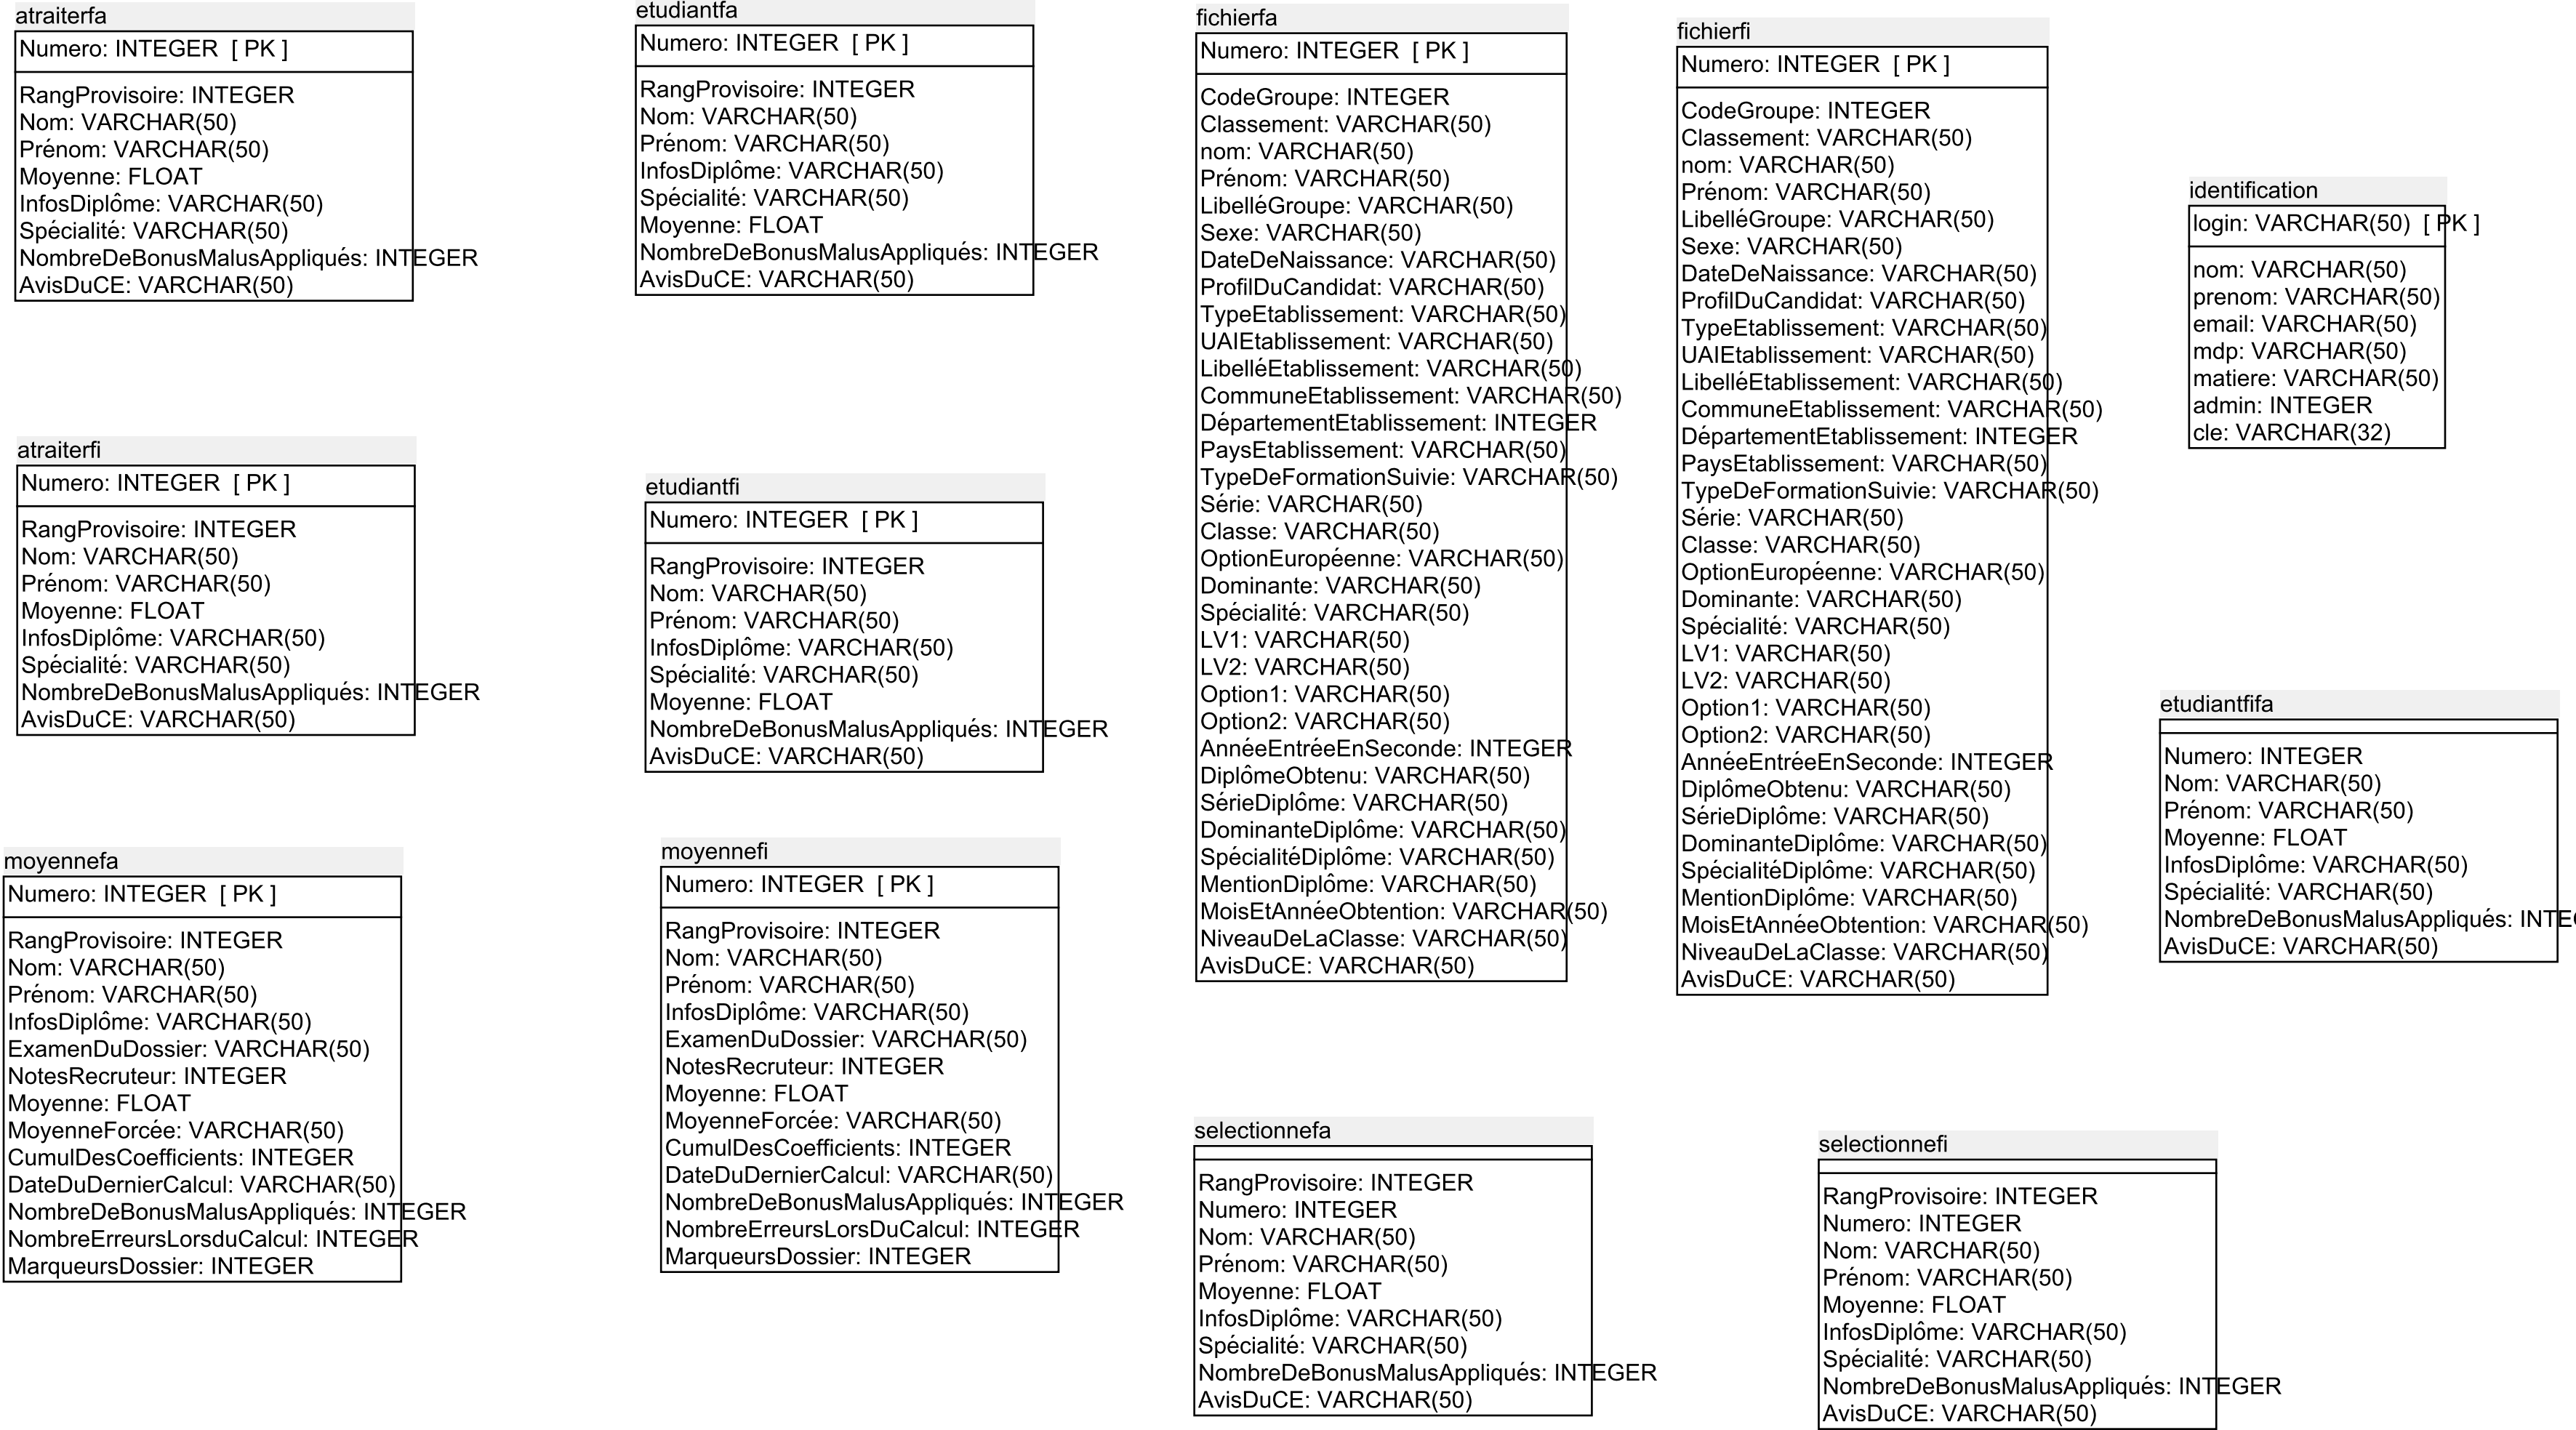 atraiterfa
Numero: INTEGER [ PK ]
RangProvisoire: INTEGER
Nom: VARCHAR(50)
Prénom: VARCHAR(50)
Moyenne: FLOAT
InfosDiplôme: VARCHAR(50)
Spécialité: VARCHAR(50)
NombreDeBonusMalusAppliqués: INTEGER
AvisDuCE: VARCHAR(50)
etudiantfa
Numero: INTEGER [ PK ]
RangProvisoire: INTEGER
Nom: VARCHAR(50)
Prénom: VARCHAR(50)
InfosDiplôme: VARCHAR(50)
Spécialité: VARCHAR(50)
Moyenne: FLOAT
NombreDeBonusMalusAppliqués: INTEGER
AvisDuCE: VARCHAR(50)
fichierfa
Numero: INTEGER [ PK ]
CodeGroupe: INTEGER
Classement: VARCHAR(50)
nom: VARCHAR(50)
Prénom: VARCHAR(50)
LibelléGroupe: VARCHAR(50)
Sexe: VARCHAR(50)
DateDeNaissance: VARCHAR(50)
ProfilDuCandidat: VARCHAR(50)
TypeEtablissement: VARCHAR(50)
UAIEtablissement: VARCHAR(50)
LibelléEtablissement: VARCHAR(50)
CommuneEtablissement: VARCHAR(50)
DépartementEtablissement: INTEGER
PaysEtablissement: VARCHAR(50)
TypeDeFormationSuivie: VARCHAR(50)
Série: VARCHAR(50)
Classe: VARCHAR(50)
OptionEuropéenne: VARCHAR(50)
Dominante: VARCHAR(50)
Spécialité: VARCHAR(50)
LV1: VARCHAR(50)
LV2: VARCHAR(50)
Option1: VARCHAR(50)
Option2: VARCHAR(50)
AnnéeEntréeEnSeconde: INTEGER
DiplômeObtenu: VARCHAR(50)
SérieDiplôme: VARCHAR(50)
DominanteDiplôme: VARCHAR(50)
SpécialitéDiplôme: VARCHAR(50)
MentionDiplôme: VARCHAR(50)
MoisEtAnnéeObtention: VARCHAR(50)
NiveauDeLaClasse: VARCHAR(50)
AvisDuCE: VARCHAR(50)
fichierfi
Numero: INTEGER [ PK ]
CodeGroupe: INTEGER
Classement: VARCHAR(50)
nom: VARCHAR(50)
Prénom: VARCHAR(50)
LibelléGroupe: VARCHAR(50)
Sexe: VARCHAR(50)
DateDeNaissance: VARCHAR(50)
ProfilDuCandidat: VARCHAR(50)
TypeEtablissement: VARCHAR(50)
UAIEtablissement: VARCHAR(50)
LibelléEtablissement: VARCHAR(50)
CommuneEtablissement: VARCHAR(50)
DépartementEtablissement: INTEGER
PaysEtablissement: VARCHAR(50)
TypeDeFormationSuivie: VARCHAR(50)
Série: VARCHAR(50)
Classe: VARCHAR(50)
OptionEuropéenne: VARCHAR(50)
Dominante: VARCHAR(50)
Spécialité: VARCHAR(50)
LV1: VARCHAR(50)
LV2: VARCHAR(50)
Option1: VARCHAR(50)
Option2: VARCHAR(50)
AnnéeEntréeEnSeconde: INTEGER
DiplômeObtenu: VARCHAR(50)
SérieDiplôme: VARCHAR(50)
DominanteDiplôme: VARCHAR(50)
SpécialitéDiplôme: VARCHAR(50)
MentionDiplôme: VARCHAR(50)
MoisEtAnnéeObtention: VARCHAR(50)
NiveauDeLaClasse: VARCHAR(50)
AvisDuCE: VARCHAR(50)
identification
login: VARCHAR(50) [ PK ]
nom: VARCHAR(50)
prenom: VARCHAR(50)
email: VARCHAR(50)
mdp: VARCHAR(50)
matiere: VARCHAR(50)
admin: INTEGER
cle: VARCHAR(32)
atraiterfi
Numero: INTEGER [ PK ]
RangProvisoire: INTEGER
Nom: VARCHAR(50)
Prénom: VARCHAR(50)
Moyenne: FLOAT
InfosDiplôme: VARCHAR(50)
Spécialité: VARCHAR(50)
NombreDeBonusMalusAppliqués: INTEGER
AvisDuCE: VARCHAR(50)
etudiantfi
Numero: INTEGER [ PK ]
RangProvisoire: INTEGER
Nom: VARCHAR(50)
Prénom: VARCHAR(50)
InfosDiplôme: VARCHAR(50)
Spécialité: VARCHAR(50)
Moyenne: FLOAT
NombreDeBonusMalusAppliqués: INTEGER
AvisDuCE: VARCHAR(50)
etudiantfifa
Numero: INTEGER
Nom: VARCHAR(50)
Prénom: VARCHAR(50)
Moyenne: FLOAT
InfosDiplôme: VARCHAR(50)
Spécialité: VARCHAR(50)
NombreDeBonusMalusAppliqués:
AvisDuCE: VARCHAR(50)
moyennefa
Numero: INTEGER [ PK ]
RangProvisoire: INTEGER
Nom: VARCHAR(50)
Prénom: VARCHAR(50)
InfosDiplôme: VARCHAR(50)
ExamenDuDossier: VARCHAR(50)
NotesRecruteur: INTEGER
Moyenne: FLOAT
MoyenneForcée: VARCHAR(50)
CumulDesCoefficients: INTEGER
DateDuDernierCalcul: VARCHAR(50)
NombreDeBonusMalusAppliqués: INTEGER
NombreErreursLorsduCalcul: INTEGER
MarqueursDossier: INTEGER
moyennefi
Numero: INTEGER [ PK ]
RangProvisoire: INTEGER
Nom: VARCHAR(50)
Prénom: VARCHAR(50)
InfosDiplôme: VARCHAR(50)
ExamenDuDossier: VARCHAR(50)
NotesRecruteur: INTEGER
Moyenne: FLOAT
MoyenneForcée: VARCHAR(50)
CumulDesCoefficients: INTEGER
DateDuDernierCalcul: VARCHAR(50)
NombreDeBonusMalusAppliqués: INTEGER
NombreErreursLorsDuCalcul: INTEGER
MarqueursDossier: INTEGER
selectionnefa
RangProvisoire: INTEGER
Numero: INTEGER
Nom: VARCHAR(50)
Prénom: VARCHAR(50)
Moyenne: FLOAT
InfosDiplôme: VARCHAR(50)
Spécialité: VARCHAR(50)
NombreDeBonusMalusAppliqués: INTEGER
AvisDuCE: VARCHAR(50)
selectionnefi
RangProvisoire: INTEGER
Numero: INTEGER
Nom: VARCHAR(50)
Prénom: VARCHAR(50)
Moyenne: FLOAT
InfosDiplôme: VARCHAR(50)
Spécialité: VARCHAR(50)
NombreDeBonusMalusAppliqués: INTEGER
AvisDuCE: VARCHAR(50)